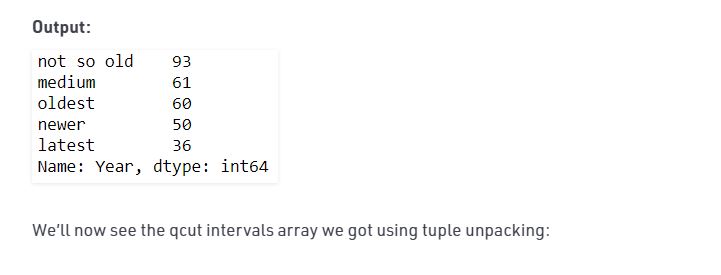 Output:
not so old 93
medium 61
oldest 60
newer 50
latest 36
Name: Year, dtype: int64
We'll now see the qcut intervals array we got using tuple unpacking: